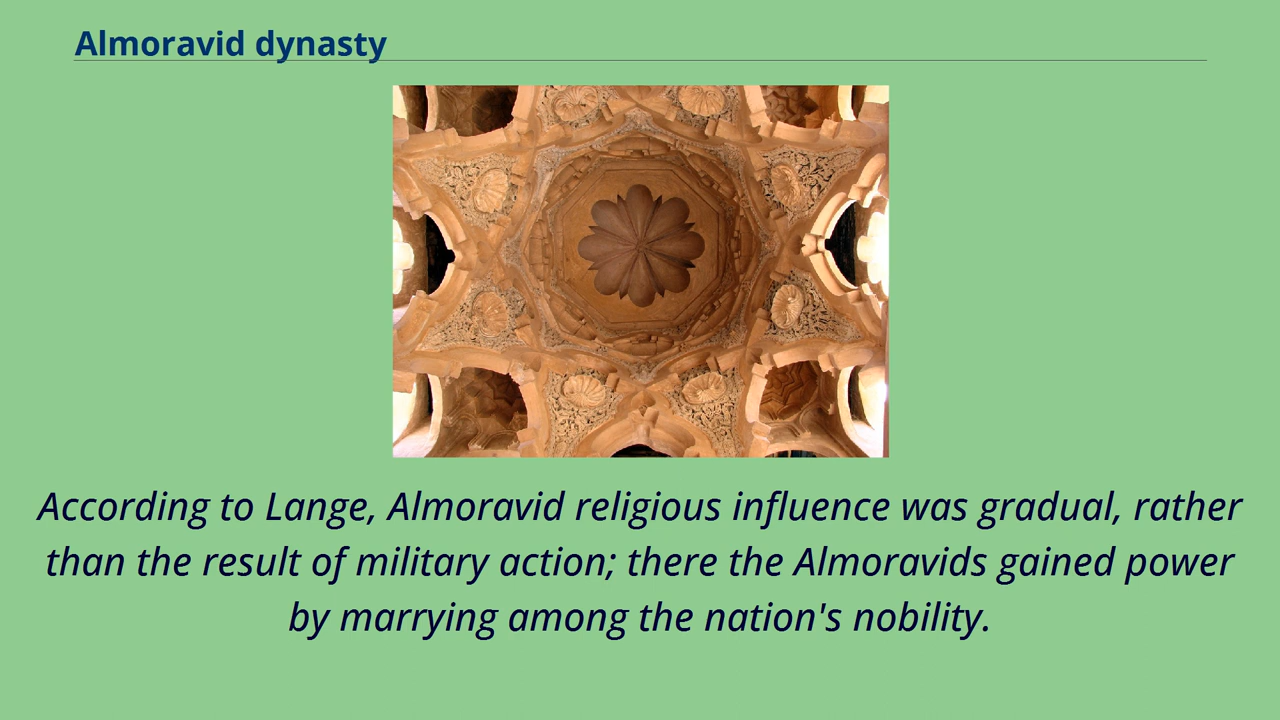 Almoravid dynasty
According to Lange, Almoravid religious influence was gradual, rather
than the result of military action; there the Almoravids gained power
by marrying among the nation's nobility.